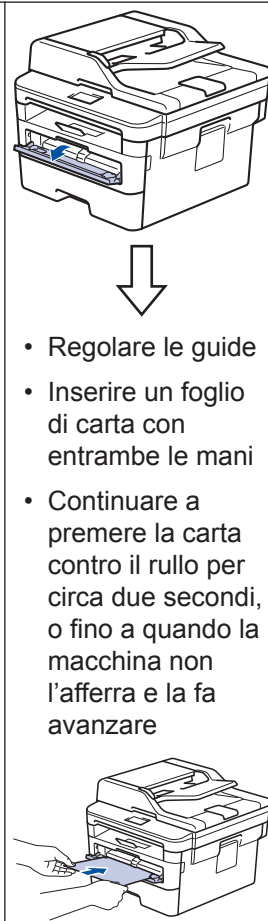 • Regolare le guide
• Inserire un foglio
di carta con
entrambe le mani
• Continuare a
premere la carta
contro il rullo per
circa due secondi,
o fino a quando la
macchina non
l’afferra e la fa
avanzare